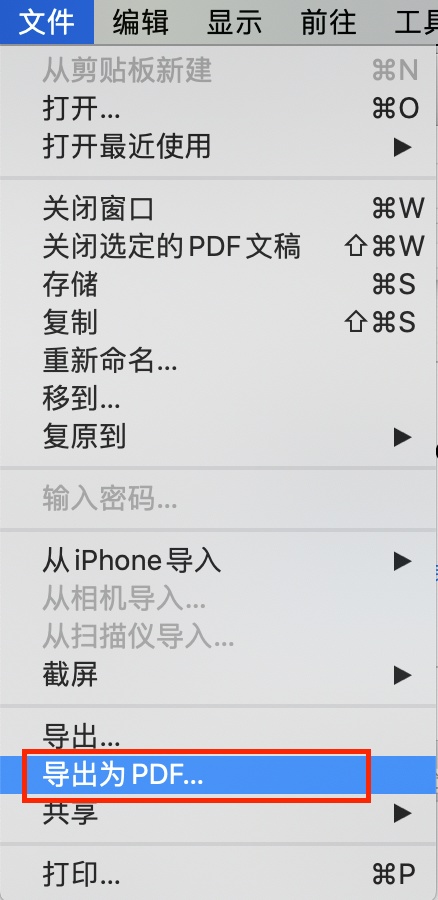 文件 编辑 显示 前往
从剪贴板新建 ⌘N
打开... ⌘O
打开最近使用 ▶
关闭窗口 ⌘W
关闭选定的PDF文稿 ⇧⌘W
存储 ⌘S
复制 ⇧⌘S
重新命名...
移到...
复原到 ▶
输入密码...
从 iPhone 导入 ▶
从相机导入...
从扫描仪导入...
截屏 ▶
导出...
导出为 PDF...
共享 ▶
打印... ⌘P